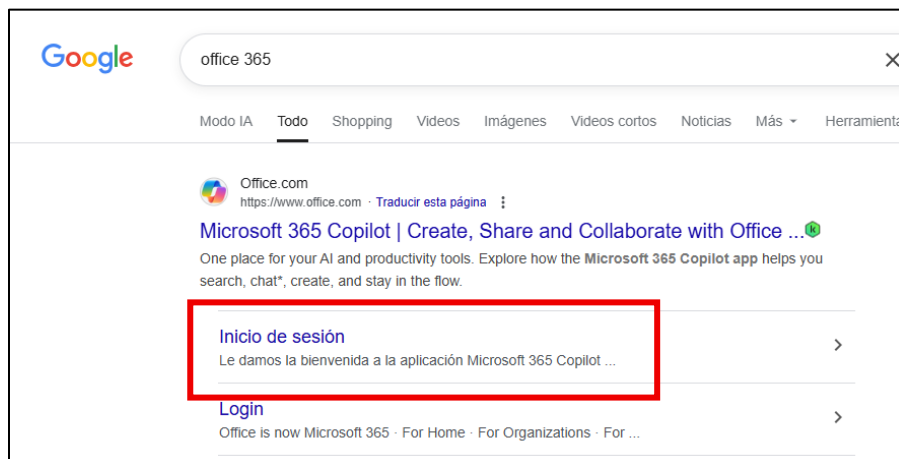 Google
office 365
Modo IA Todo Shopping Videos Imágenes Videos cortos Noticias Más Herramienta
Office.com
https://www.office.com · Traducir esta página
Microsoft 365 Copilot | Create, Share and Collaborate with Office ...
One place for your AI and productivity tools. Explore how the Microsoft 365 Copilot app helps you
search, chat*, create, and stay in the flow.
Inicio de sesión
Le damos la bienvenida a la aplicación Microsoft 365 Copilot ...
Login
Office is now Microsoft 365 · For Home · For Organizations · For ...